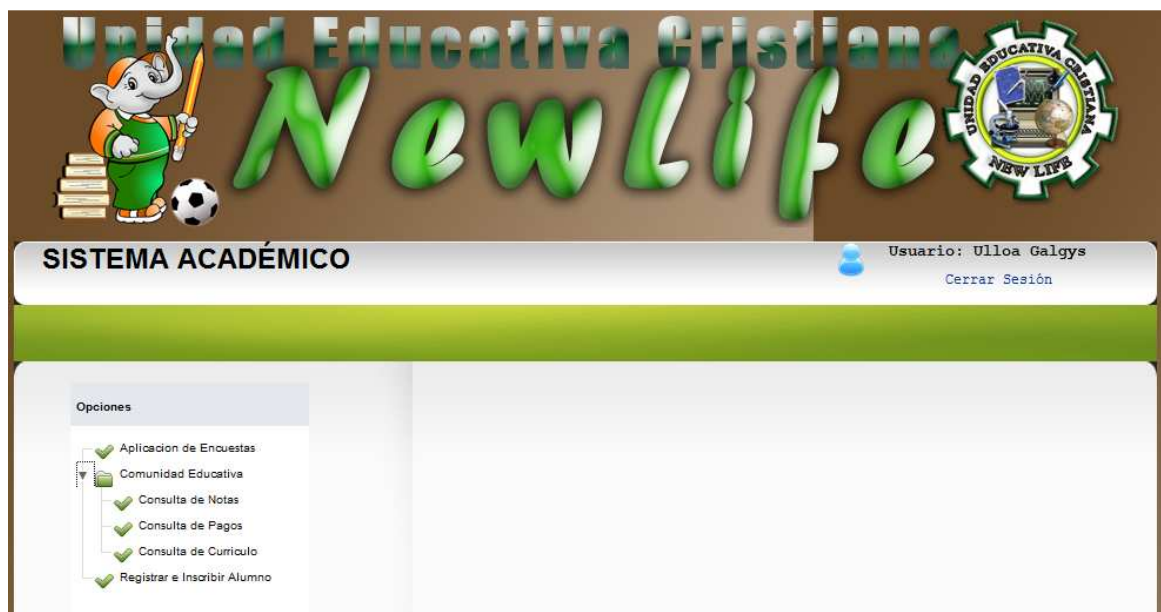 Unidad Educativa Cristiana
NewLife
UNIDAD EDUCATIVA CRISTIANA
NEW LIFE
SISTEMA ACADÉMICO
Usuario: Ulloa Galgys
Cerrar Sesión
Opciones
Aplicacion de Encuestas
Comunidad Educativa
Consulta de Notas
Consulta de Pagos
Consulta de Curriculo
Registrar e Inscribir Alumno